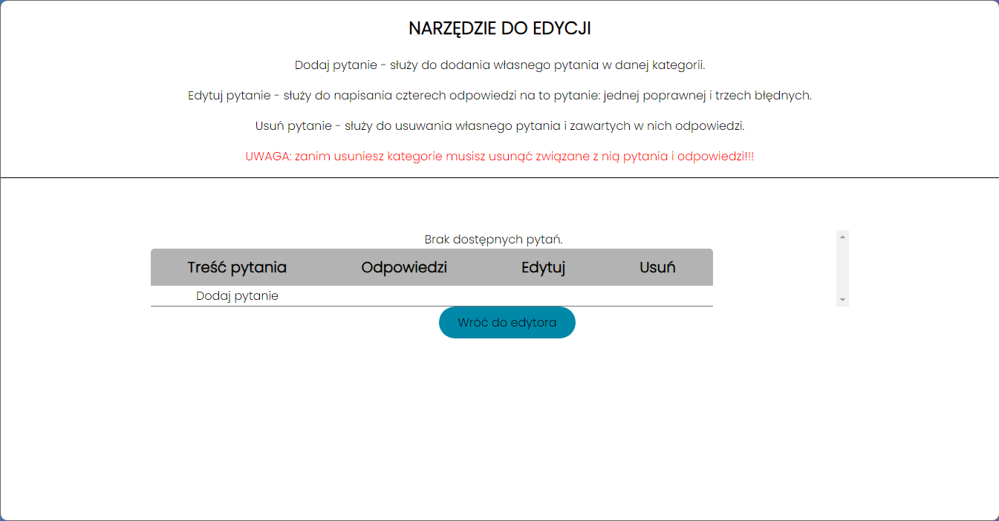 NARZĘDZIE DO EDYCJI
Dodaj pytanie - służy do dodania własnego pytania w danej kategorii.
Edytuj pytanie - służy do napisania czterech odpowiedzi na to pytanie: jednej poprawnej i trzech błędnych.
Usuń pytanie - służy do usuwania własnego pytania i zawartych w nich odpowiedzi.
UWAGA: zanim usuniesz kategorie musisz usunąć związane z nią pytania i odpowiedzi!!!
Brak dostępnych pytań.
Treść pytania Odpowiedzi Edytuj Usuń
Dodaj pytanie
Wróć do edytora